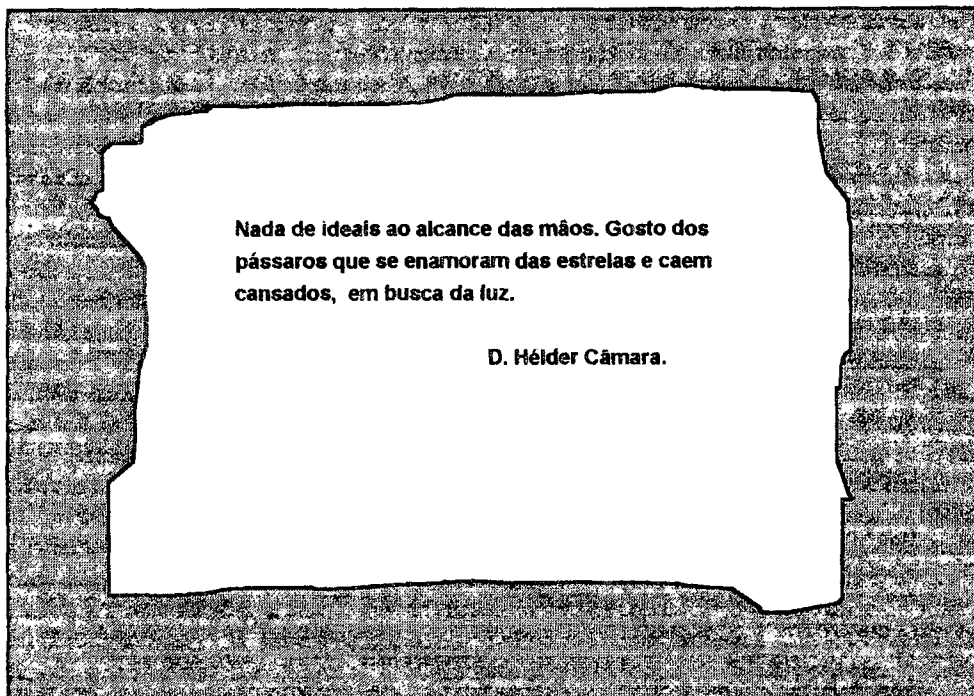 Nada de ideais ao alcance das mãos. Gosto dos
pássaros que se enamoram das estrelas e caem
cansados, em busca da luz.
D. Hélder Câmara.